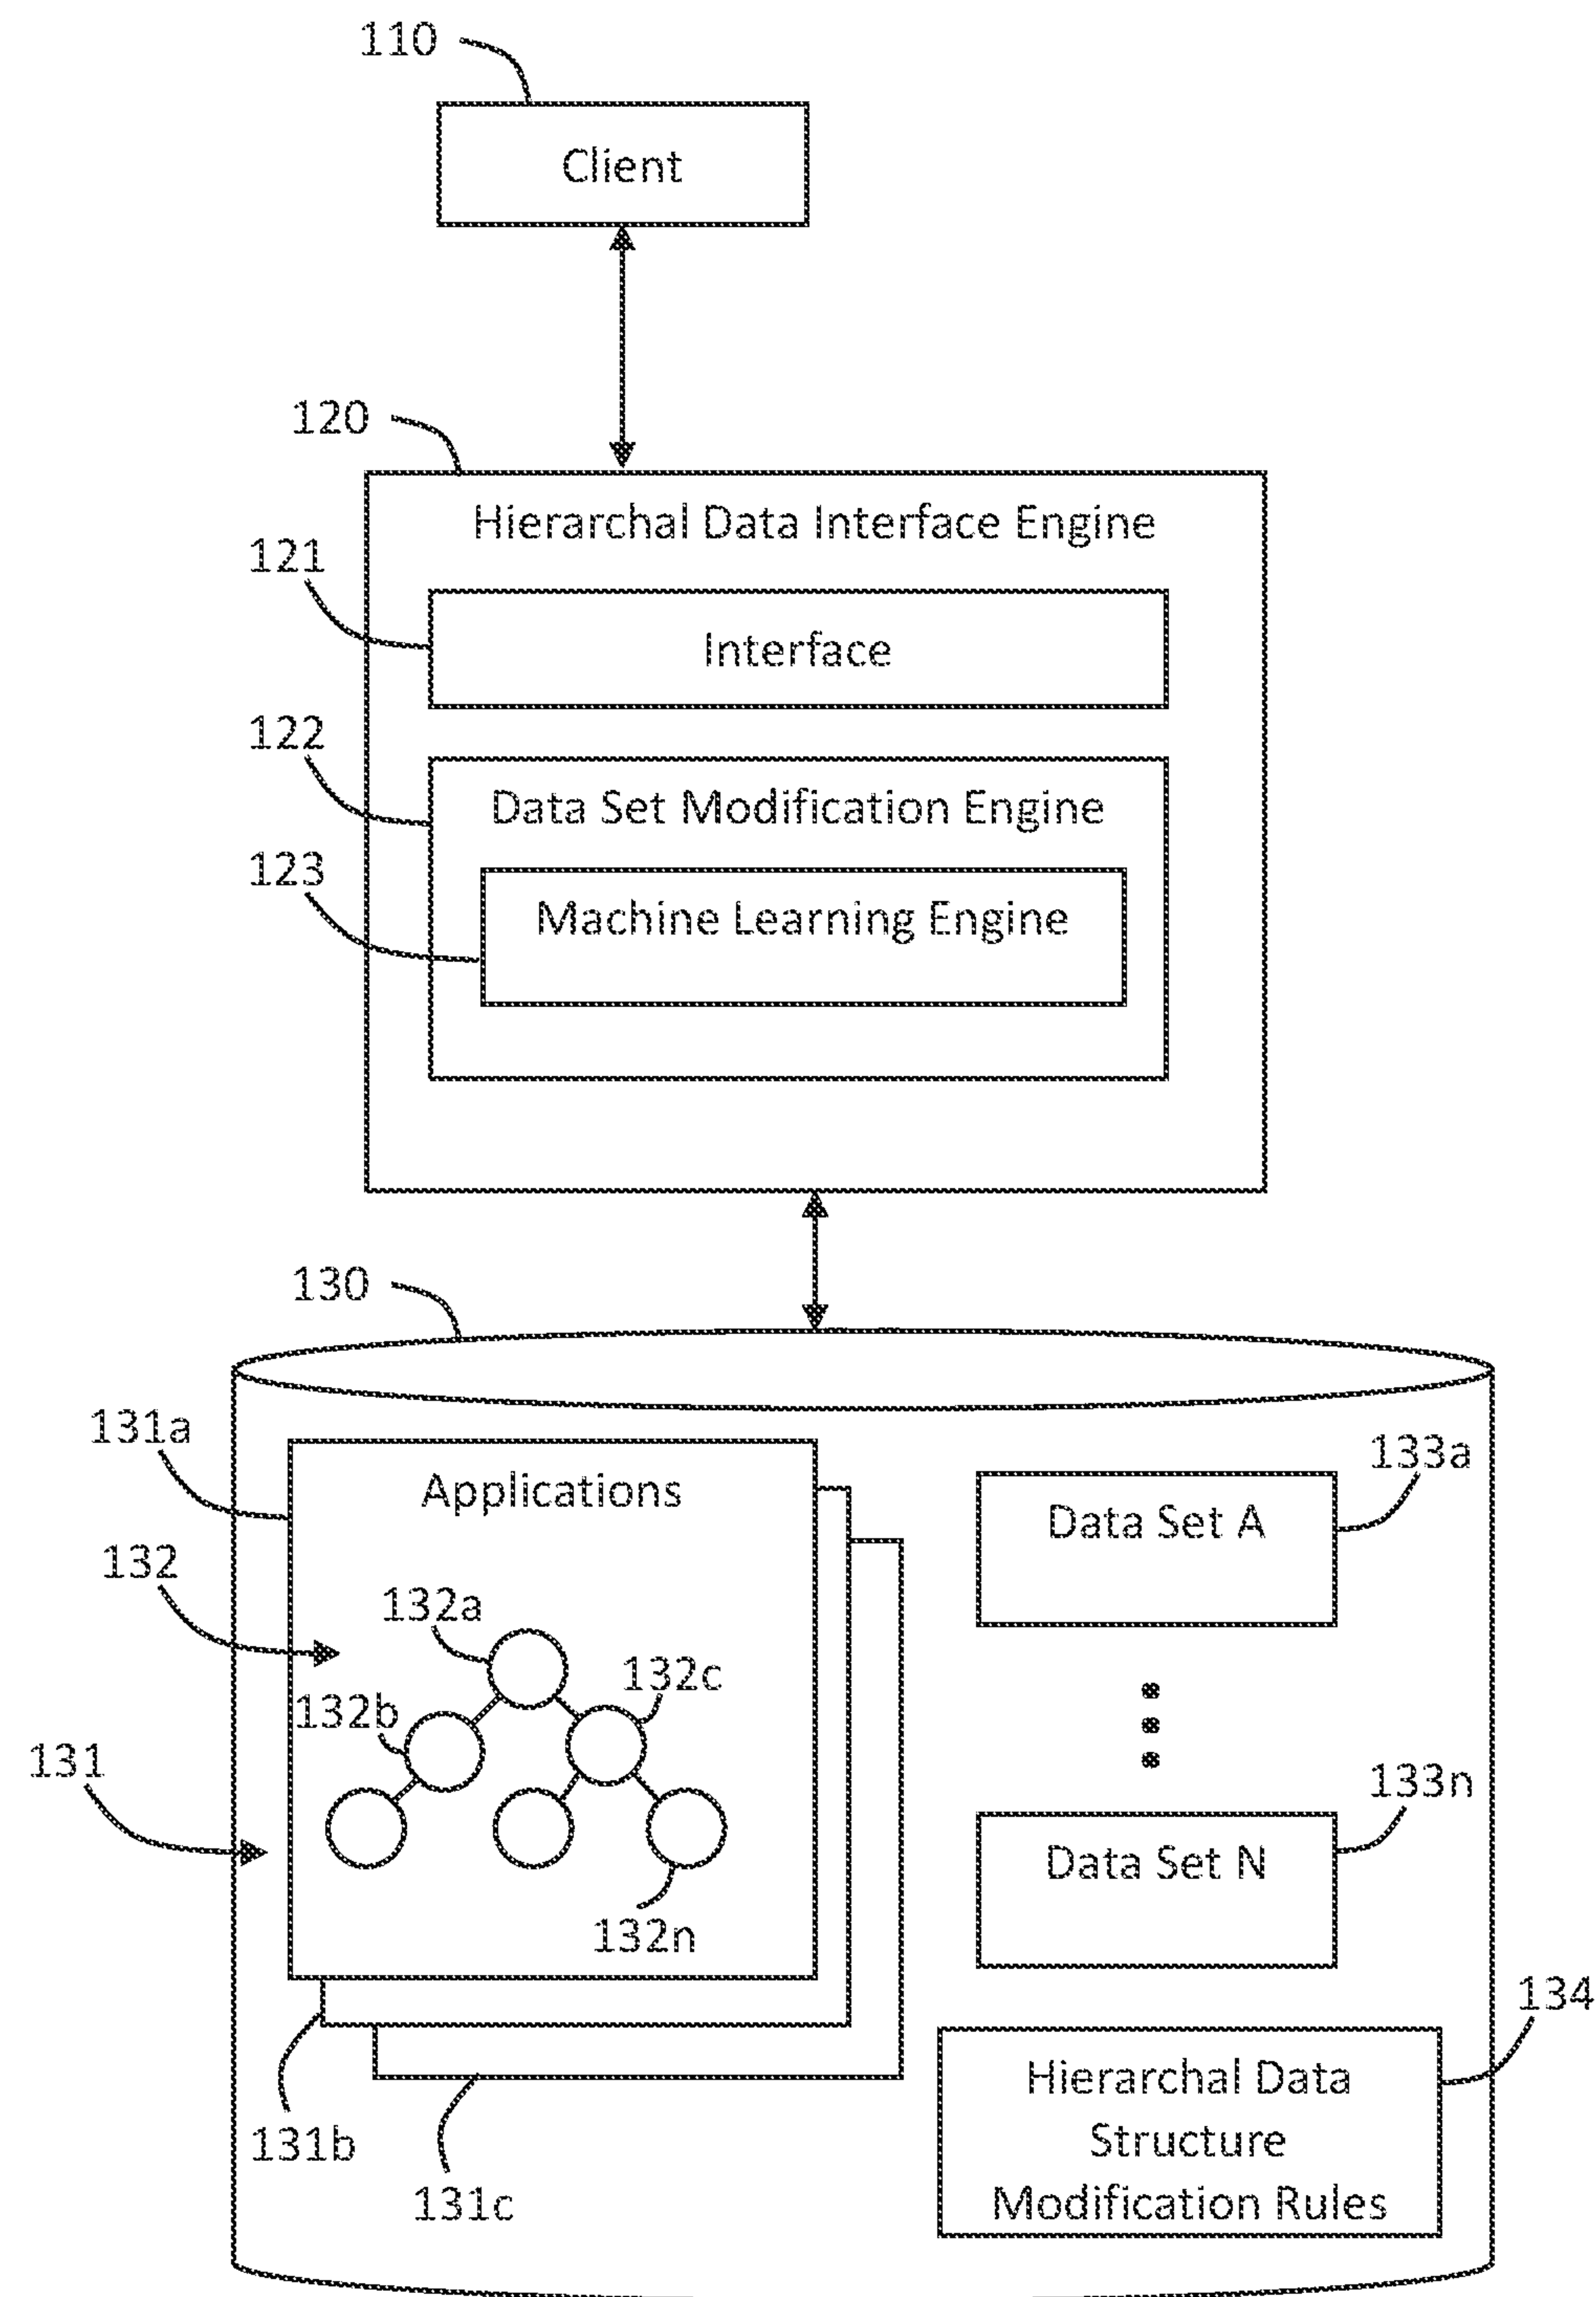 110
Client
120
Hierarchal Data Interface Engine
121
Interface
122
Data Set Modification Engine
123
Machine Learning Engine
130
131a
Applications
133a
Data Set A
132
132a
132c
132b
131
133n
Data Set N
132n
134
Hierarchal Data
Structure
Modification Rules
131b
131c